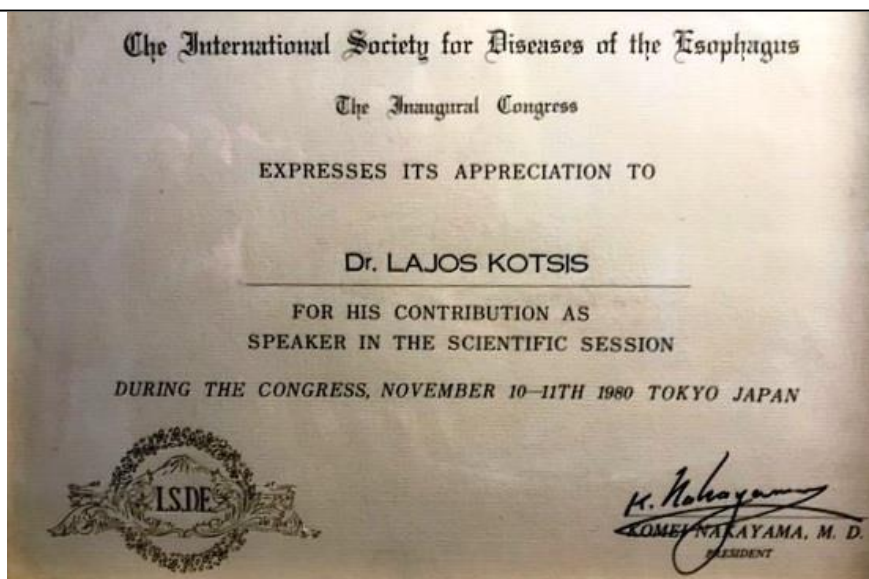 The International Society for Diseases of the Esophagus
The Inaugural Congress
EXPRESSES ITS APPRECIATION TO
Dr. LAJOS KOTSIS
FOR HIS CONTRIBUTION AS
SPEAKER IN THE SCIENTIFIC SESSION
DURING THE CONGRESS, NOVEMBER 10–11TH 1980 TOKYO JAPAN
I.S.D.E.
K. Nakayama
KOMEI NAKAYAMA, M. D.
PRESIDENT